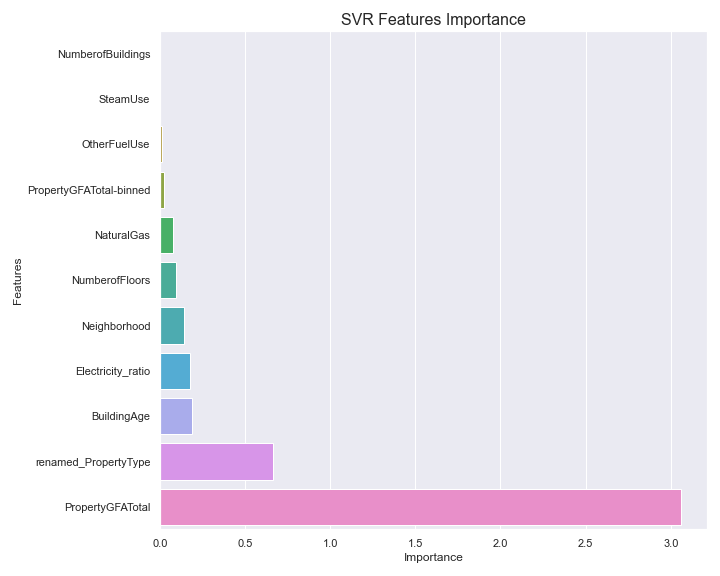 SVR Features Importance
NumberofBuildings
SteamUse
OtherFuelUse
PropertyGFATotal-binned
NaturalGas
NumberofFloors
Neighborhood
Electricity_ratio
BuildingAge
renamed_PropertyType
PropertyGFATotal
Features
0.0 0.5 1.0 1.5 2.0 2.5 3.0
Importance